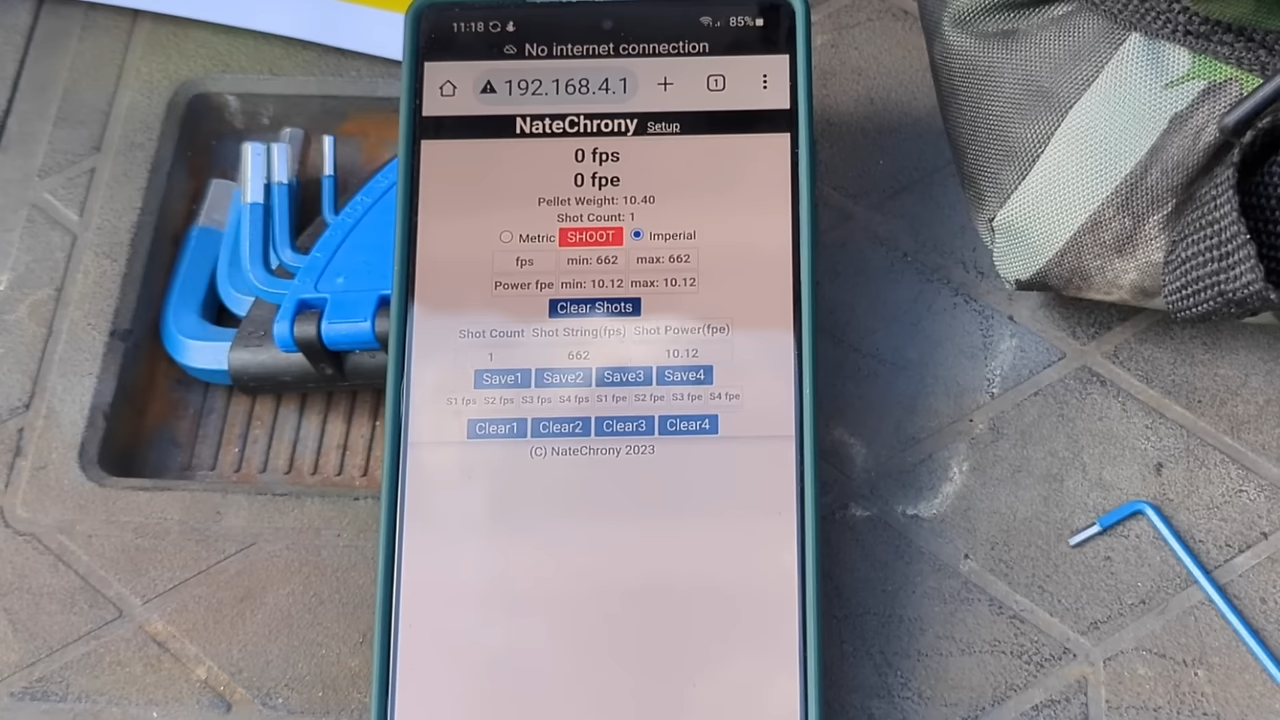 11:18 85%
No internet connection
192.168.4.1 1
NateChrony Setup
0 fps
0 fpe
Pellet Weight: 10.40
Shot Count: 1
Metric SHOOT Imperial
fps min: 662 max: 662
Power fpe min: 10.12 max: 10.12
Clear Shots
Shot Count Shot String(fps) Shot Power(fpe)
1 662 10.12
Save1 Save2 Save3 Save4
S1 fps S2 fps S3 fps S4 fps S1 fpe S2 fpe S3 fpe S4 fpe
Clear1 Clear2 Clear3 Clear4
(C) NateChrony 2023